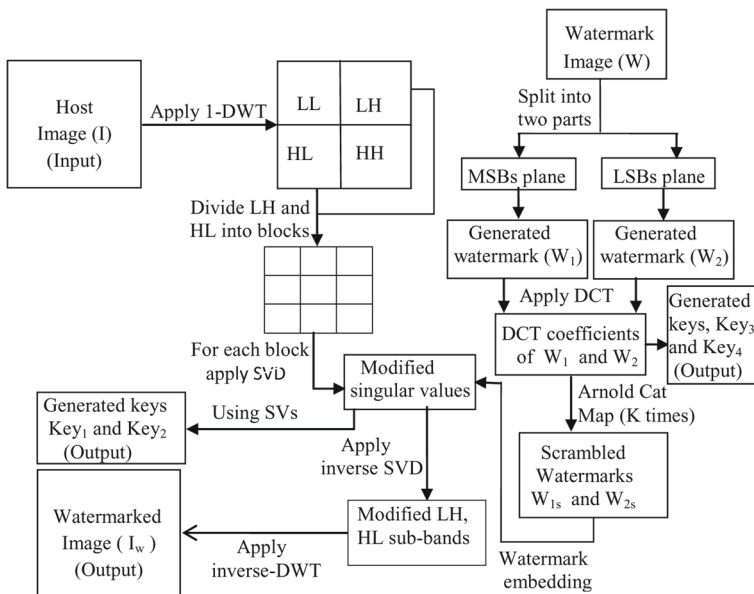 Host
Image (I)
(Input)
Apply 1-DWT
LL
LH
HL
HH
Watermark
Image (W)
Split into
two parts
MSBs plane
LSBs plane
Divide LH and
HL into blocks
Generated
watermark (W₁)
Generated
watermark (W₂)
Apply DCT
DCT coefficients
of W₁ and W₂
Generated
keys, Key₃
and Key₄
(Output)
For each block
apply SVD
Modified
singular values
Arnold Cat
Map (K times)
Generated keys
Key₁ and Key₂
(Output)
Using SVs
Apply
inverse SVD
Scrambled
Watermarks
W₁ₛ and W₂ₛ
Watermarked
Image ( I_w )
(Output)
Modified LH,
HL sub-bands
Apply
inverse-DWT
Watermark
embedding